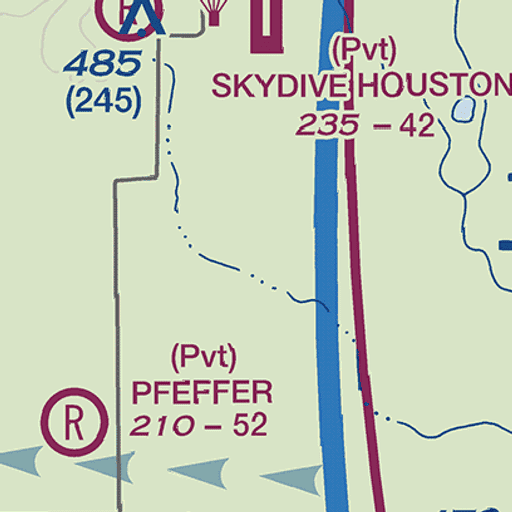 R
485
(245)
(Pvt)
SKYDIVE HOUSTON
235 – 42
(Pvt)
PFEFFER
210 – 52
R